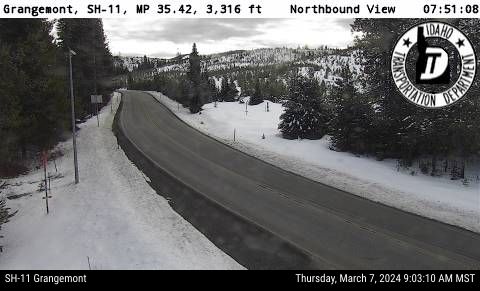 Grangemont, SH-11, MP 35.42, 3,316 ft Northbound View 07:51:08
IDAHO
TRANSPORTATION DEPARTMENT
SH-11 Grangemont Thursday, March 7, 2024 9:03:10 AM MST